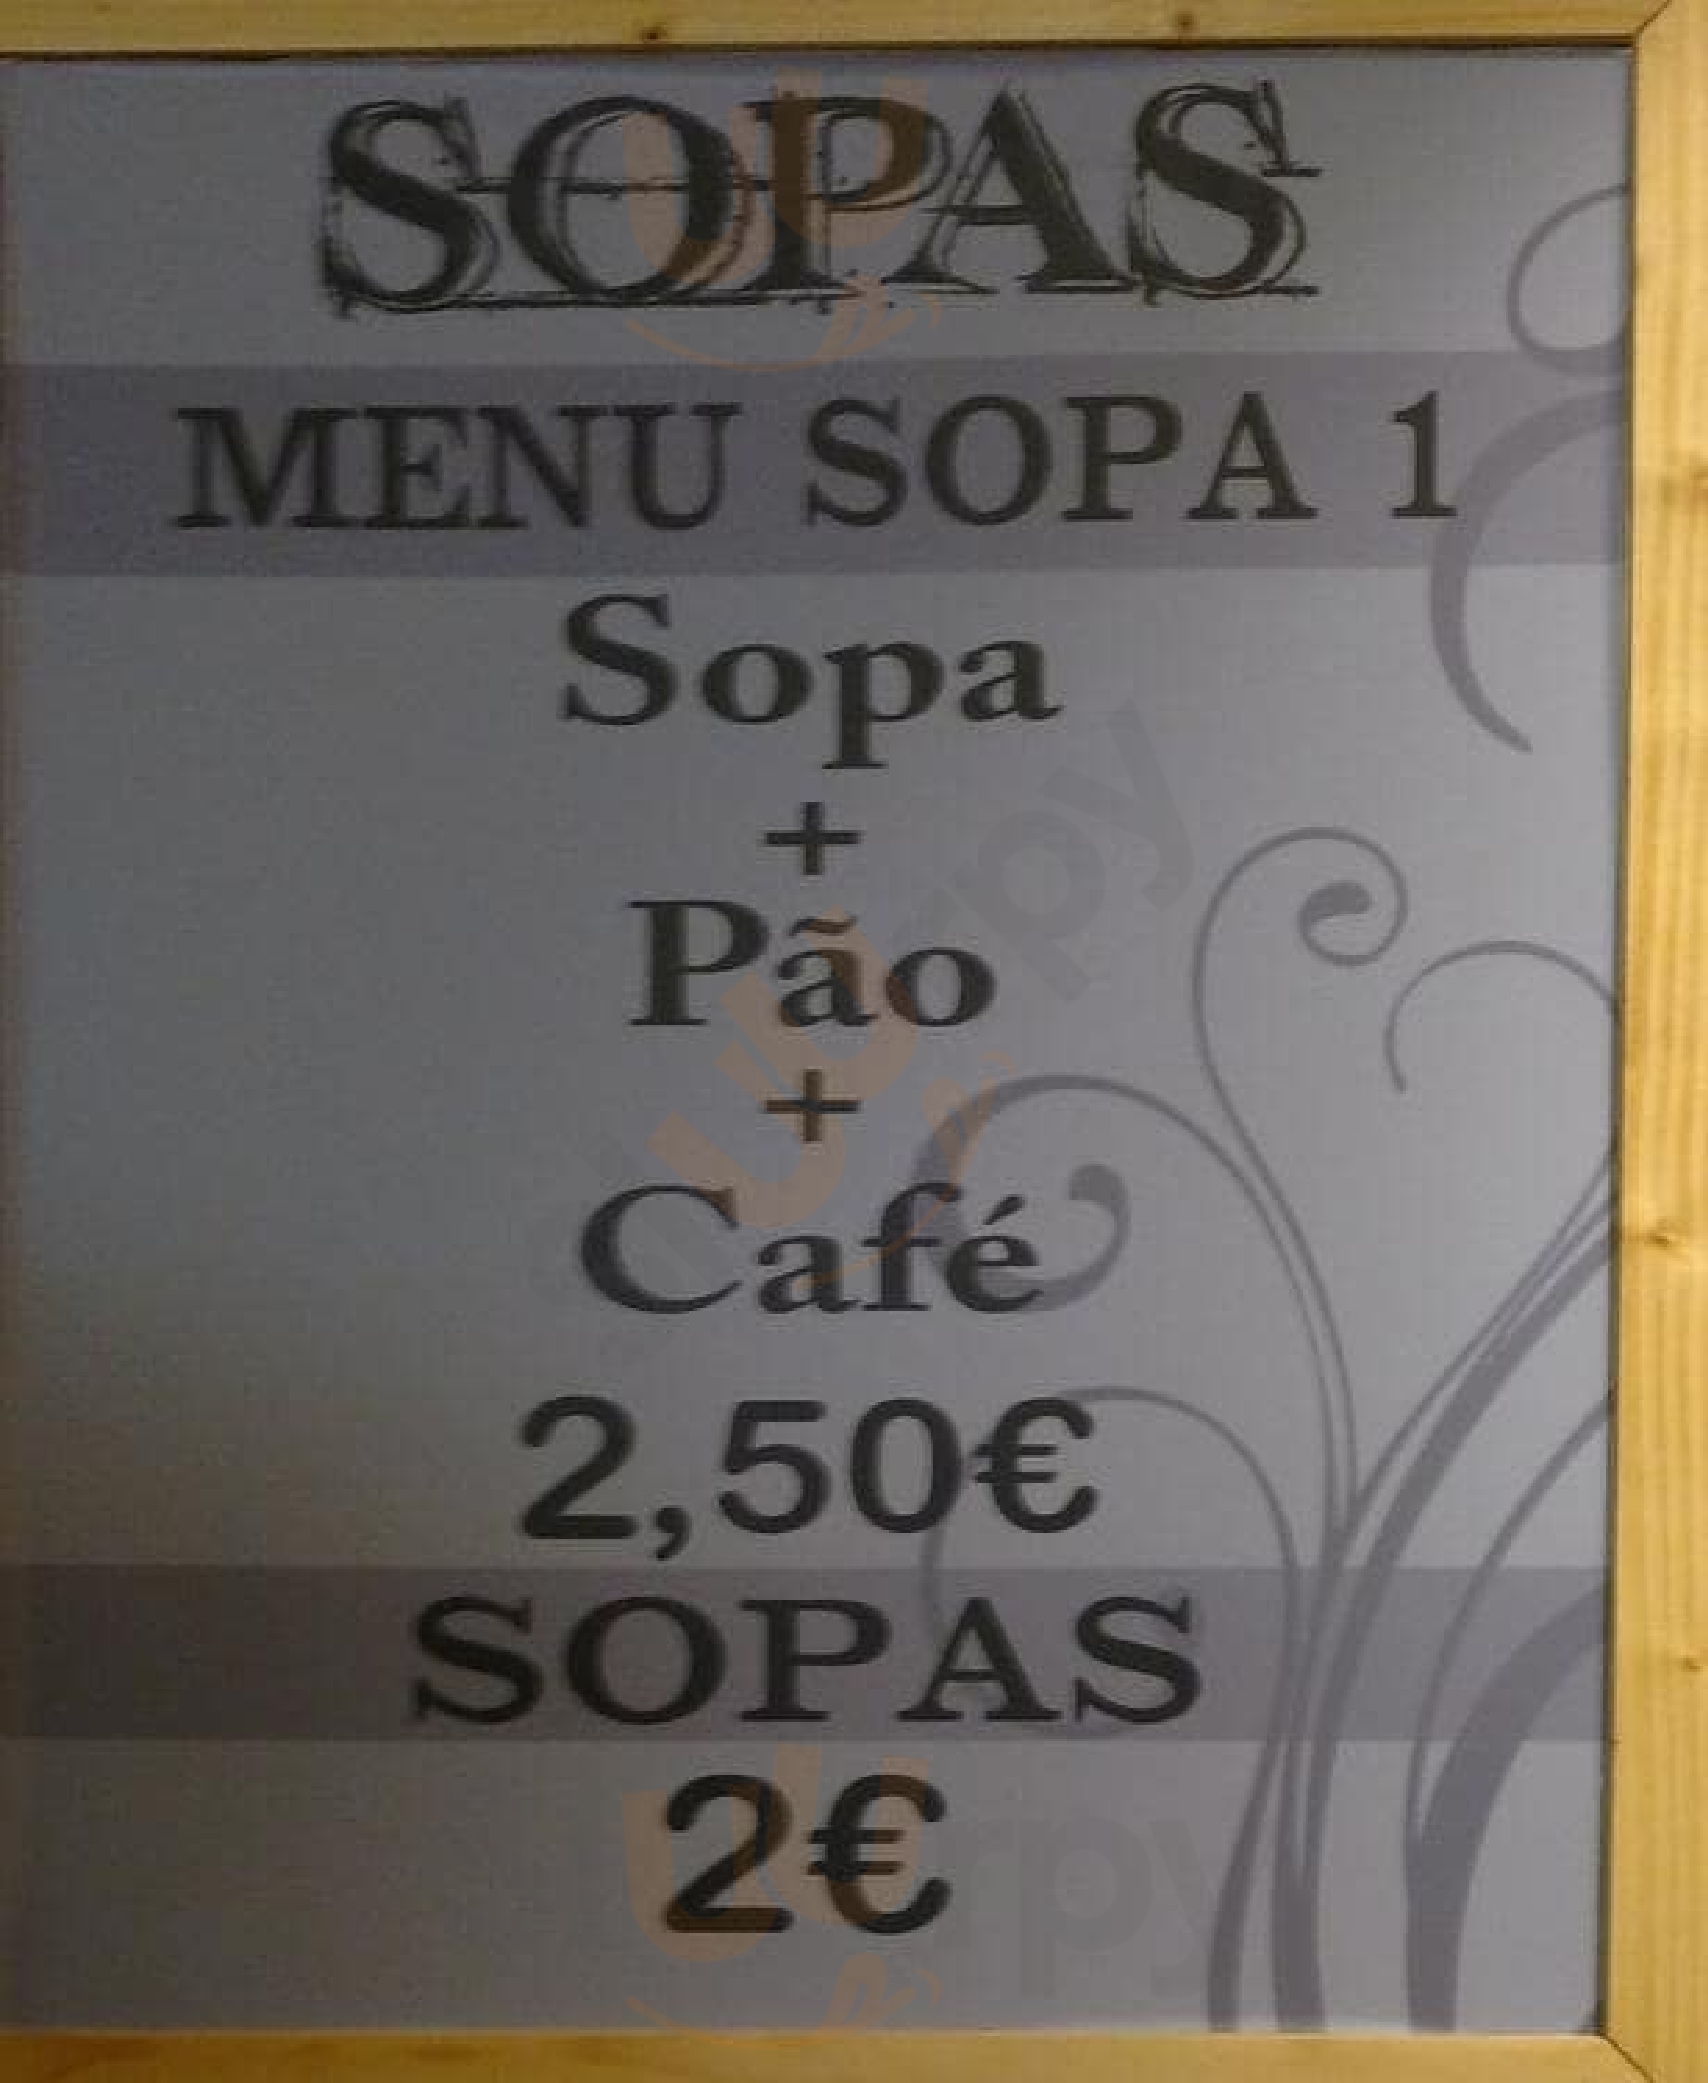 SOPAS
MENU SOPA 1
Sopa
+
Pão
+
Café
2,50€
SOPAS
2€